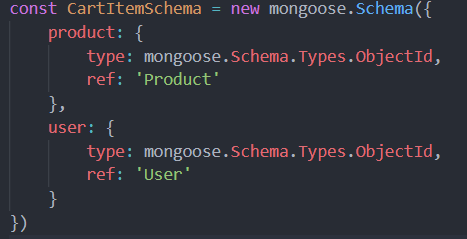 const CartItemSchema = new mongoose.Schema({
    product: {
        type: mongoose.Schema.Types.ObjectId,
        ref: 'Product'
    },
    user: {
        type: mongoose.Schema.Types.ObjectId,
        ref: 'User'
    }
})